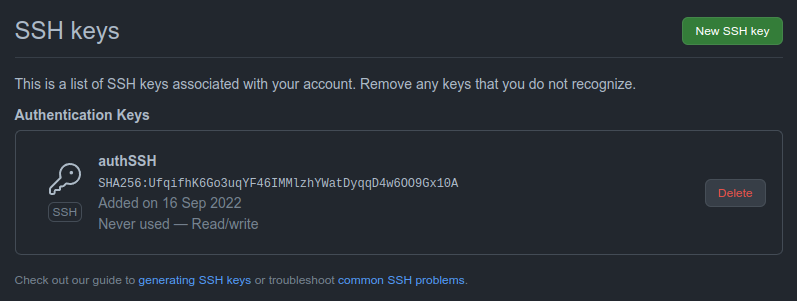 SSH keys
New SSH key
This is a list of SSH keys associated with your account. Remove any keys that you do not recognize.
Authentication Keys
authSSH
SHA256:UfqifhK6Go3uqYF46IMMlzhYWatDyqqD4w6OO9Gx10A
SSH
Added on 16 Sep 2022
Never used — Read/write
Delete
Check out our guide to generating SSH keys or troubleshoot common SSH problems.